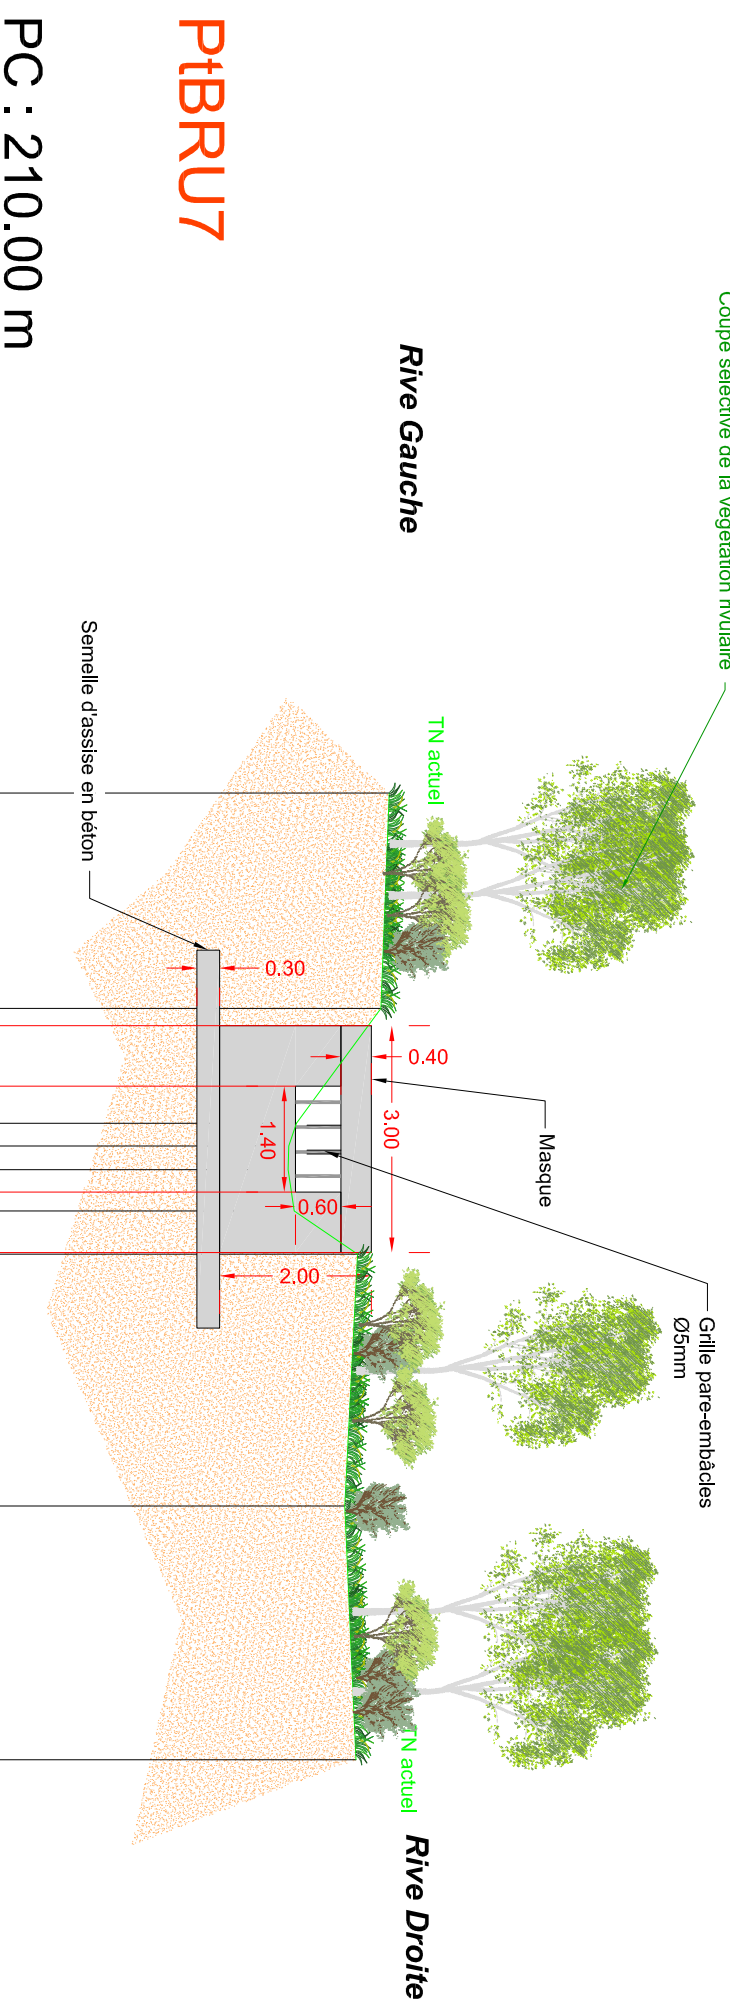 Coupe sélective de la végétation rivulaire
Rive Gauche
Rive Droite
TN actuel
TN actuel
Grille pare-embâcles
Ø5mm
Masque
0.40
3.00
1.40
0.60
2.00
0.30
Semelle d'assise en béton
PtBRU7
PC : 210.00 m